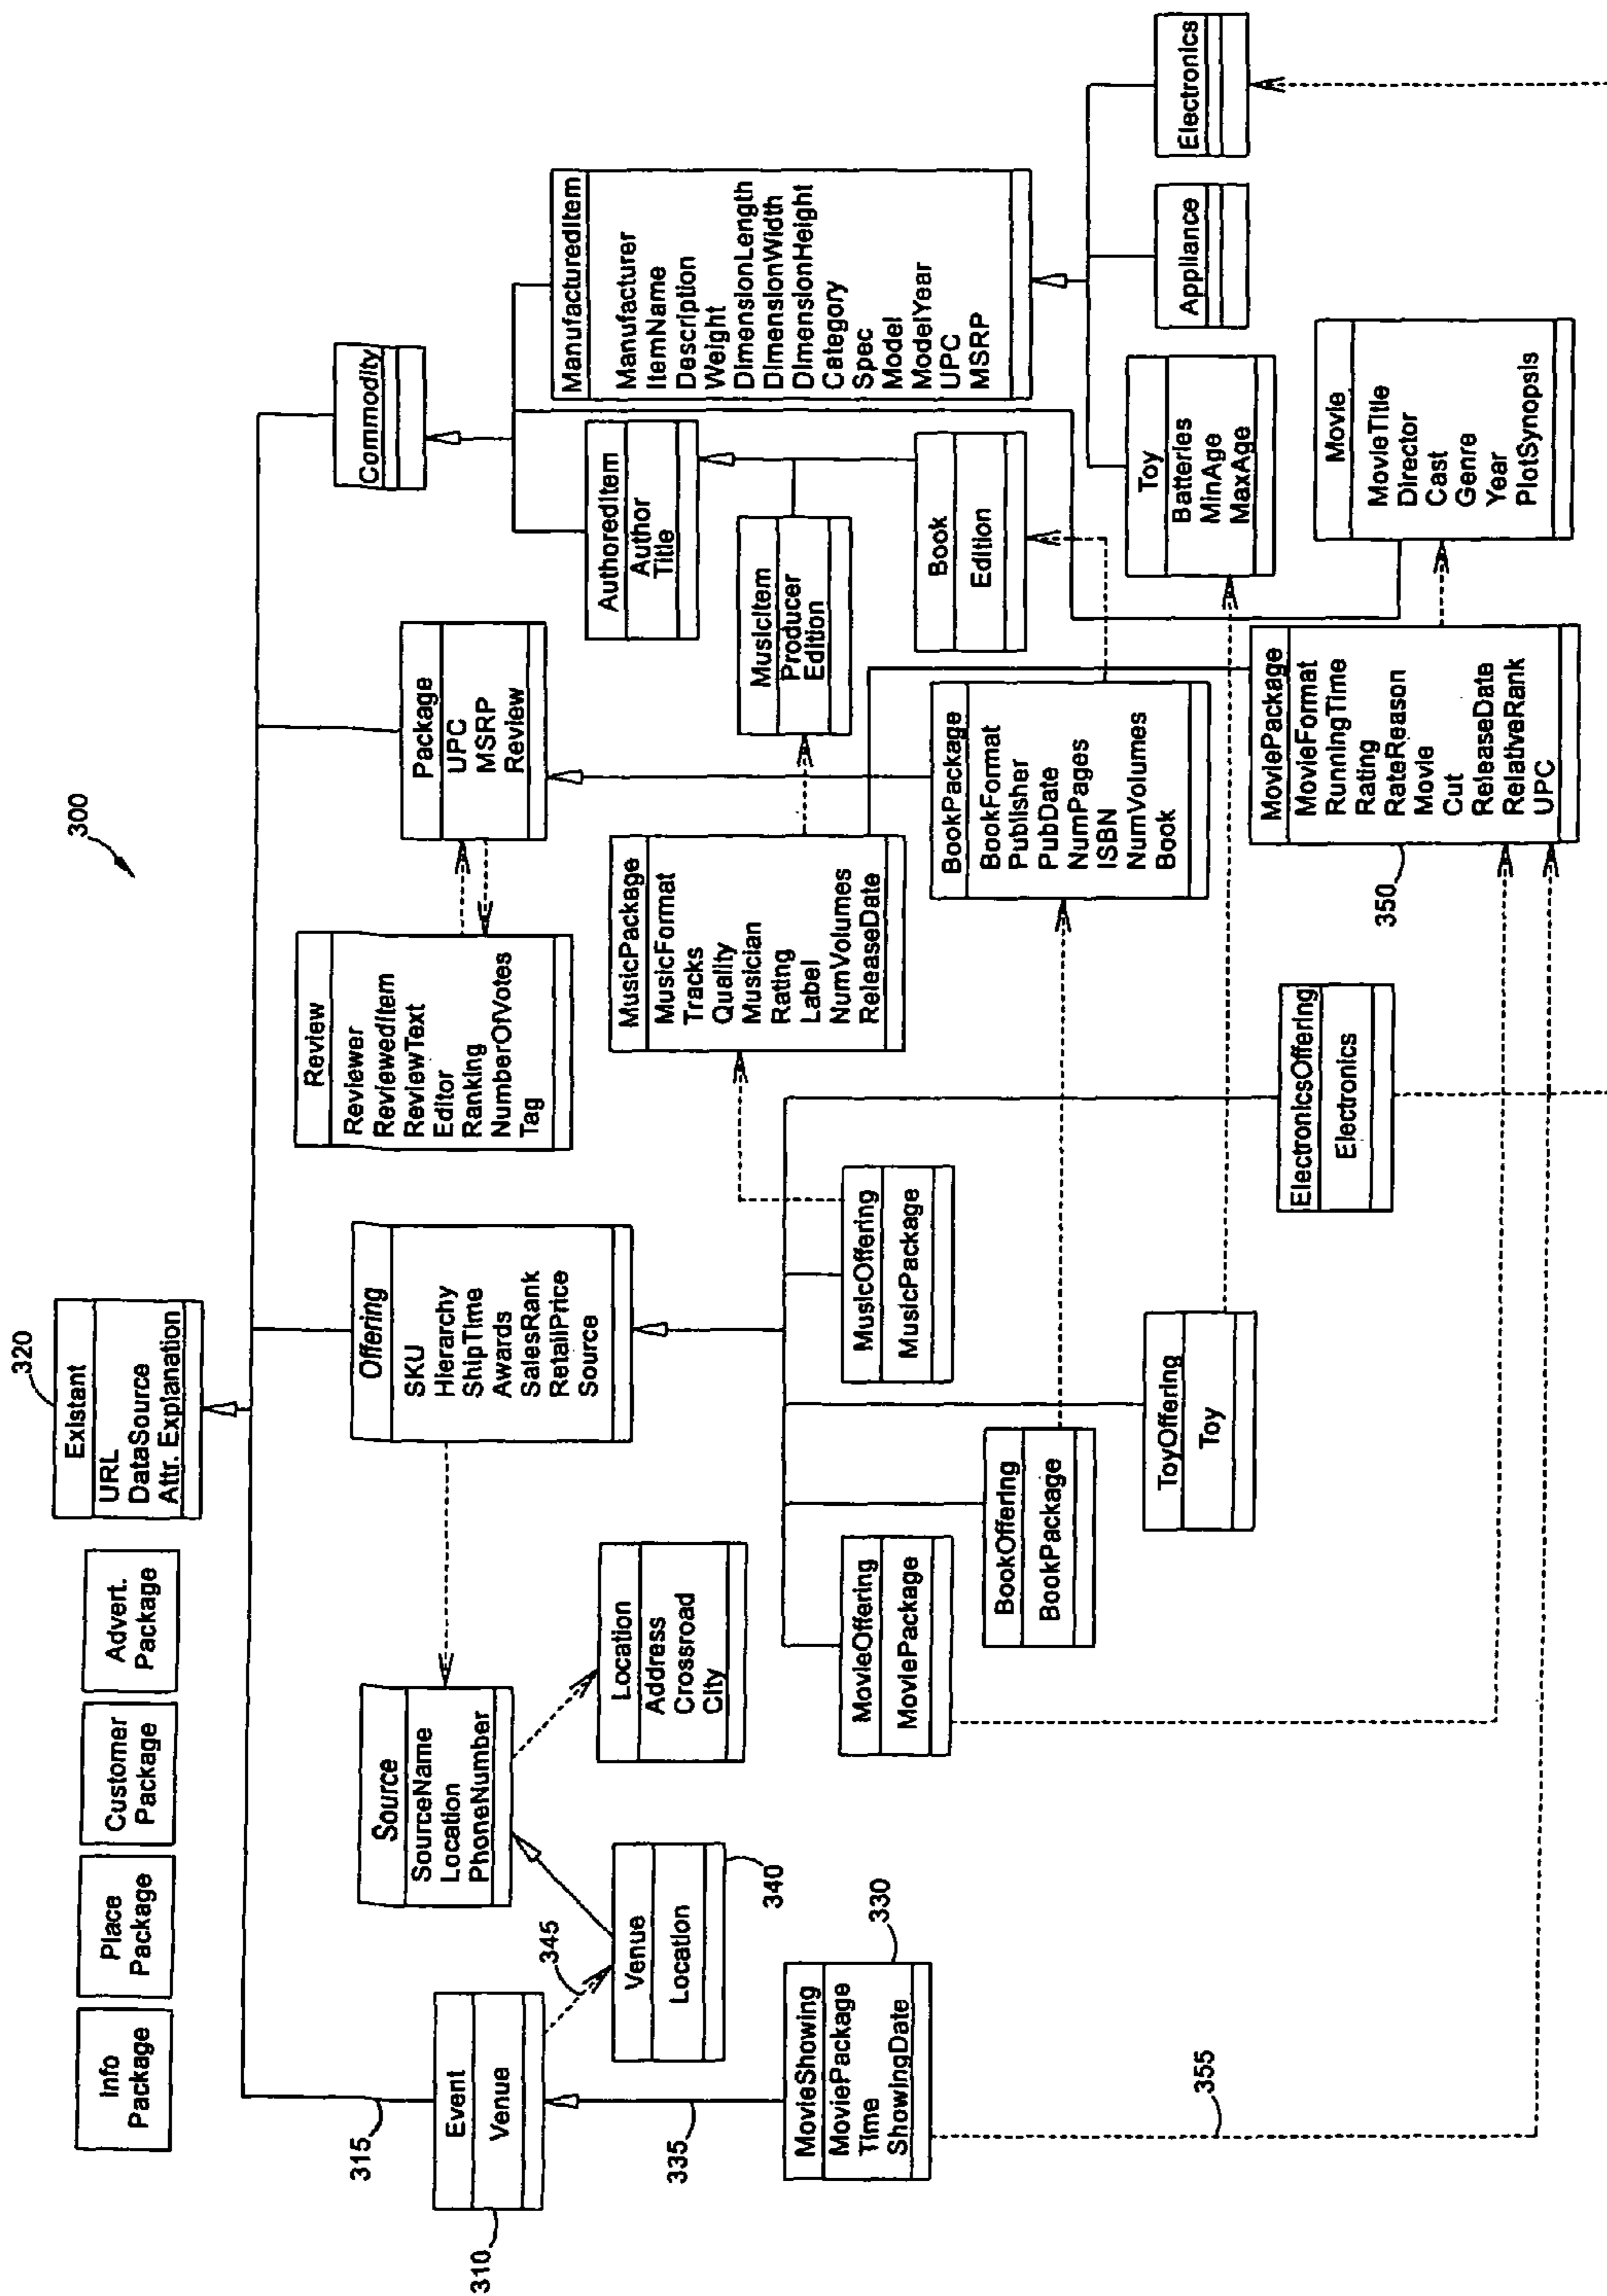 300
Info
Package
Place
Package
Customer
Package
Advert.
Package
320
Existant
URL
DataSource
Attr. Explanation
315
310
Event
Venue
345
335
Venue
Location
340
Source
SourceName
Location
PhoneNumber
Location
Address
Crossroad
City
Offering
SKU
Hierarchy
ShipTime
Awards
SalesRank
RetailPrice
Source
Review
Reviewer
ReviewedItem
ReviewText
Editor
Ranking
NumberOfVotes
Tag
Package
UPC
MSRP
Review
Commodity
AuthoredItem
Author
Title
ManufacturedItem
Manufacturer
ItemName
Description
Weight
DimensionLength
DimensionWidth
DimensionHeight
Category
Spec
Model
ModelYear
UPC
MSRP
MusicItem
Producer
Edition
Book
Edition
MusicPackage
MusicFormat
Tracks
Quality
Musician
Rating
Label
NumVolumes
ReleaseDate
BookPackage
BookFormat
Publisher
PubDate
NumPages
ISBN
NumVolumes
Book
MovieShowing
MoviePackage
Time
ShowingDate
330
355
MovieOffering
MoviePackage
BookOffering
BookPackage
MusicOffering
MusicPackage
ToyOffering
Toy
ElectronicsOffering
Electronics
Toy
Batteries
MinAge
MaxAge
Appliance
Electronics
350
MoviePackage
MovieFormat
RunningTime
Rating
RateReason
Movie
Cut
ReleaseDate
RelativeRank
UPC
Movie
MovieTitle
Director
Cast
Genre
Year
PlotSynopsis